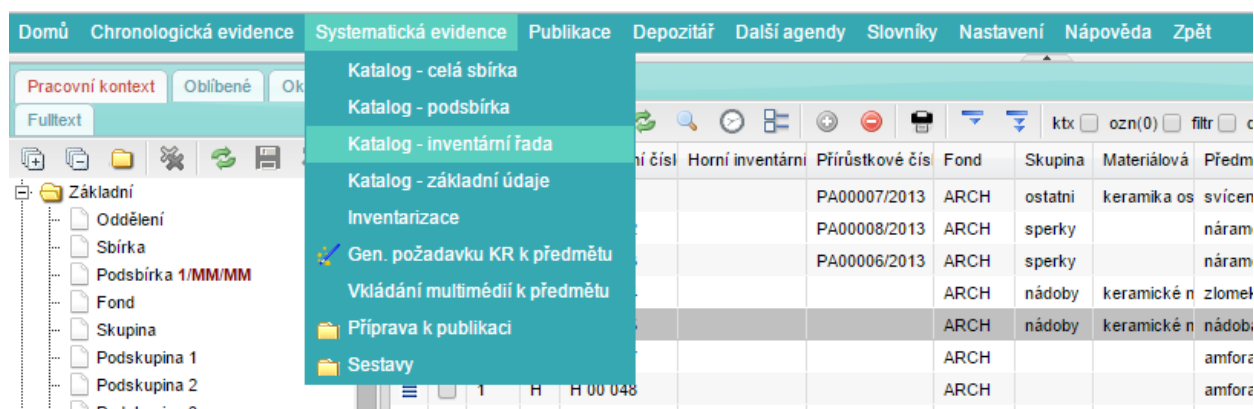 Domů Chronologická evidence Systematická evidence Publikace Depozitář Další agendy Slovníky Nastavení Nápověda Zpět
Pracovní kontext Oblíbené
Fulltext
Základní
Oddělení
Sbírka
Podsbírka 1/MM/MM
Fond
Skupina
Podskupina 1
Podskupina 2
Katalog - celá sbírka
Katalog - podsbírka
Katalog - inventární řada
Katalog - základní údaje
Inventarizace
Gen. požadavku KR k předmětu
Vkládání multimédií k předmětu
Příprava k publikaci
Sestavy
ktx ozn(0) filtr
Horní inventární Přírůstkové čís Fond Skupina Materiálová Předm
PA00007/2013 ARCH ostatni keramika os svícen
PA00008/2013 ARCH sperky náram
PA00006/2013 ARCH sperky náram
ARCH nádoby keramické n zlomek
ARCH nádoby keramické n nádoba
ARCH amfora
1 H H 00 048 ARCH amfora